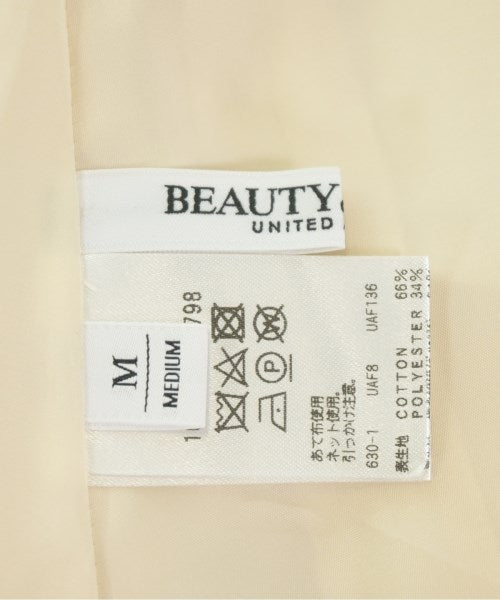 BEAUTY
UNITED
M
MEDIUM
798
あて布使用
ネット使用。
引っかけ注意。
630-1 UAF8 UAF136
表生地 COTTON 66%
POLYESTER 34%